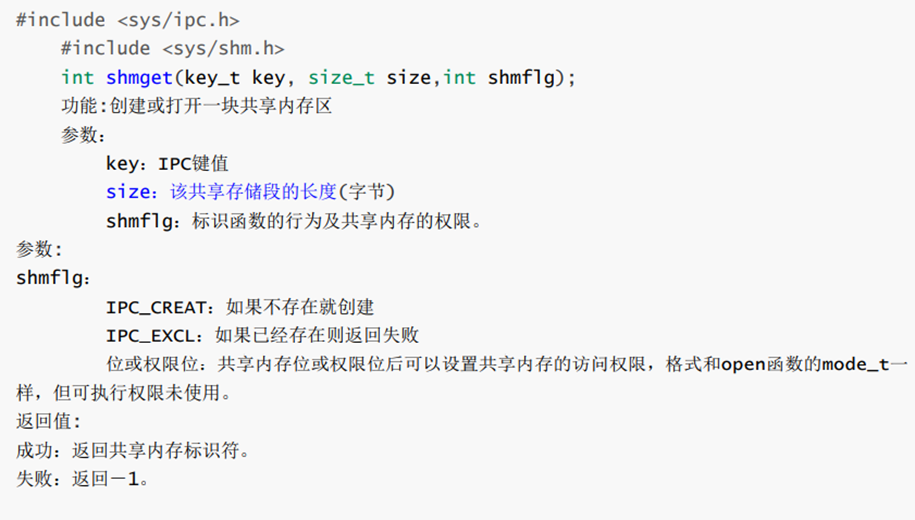 #include <sys/ipc.h>
#include <sys/shm.h>
int shmget(key_t key, size_t size,int shmflg);
功能:创建或打开一块共享内存区
参数：
key：IPC键值
size：该共享存储段的长度(字节)
shmflg：标识函数的行为及共享内存的权限。
参数:
shmflg：
IPC_CREAT：如果不存在就创建
IPC_EXCL：如果已经存在则返回失败
位或权限位：共享内存位或权限位后可以设置共享内存的访问权限，格式和open函数的mode_t一
样，但可执行权限未使用。
返回值:
成功：返回共享内存标识符。
失败：返回－1。